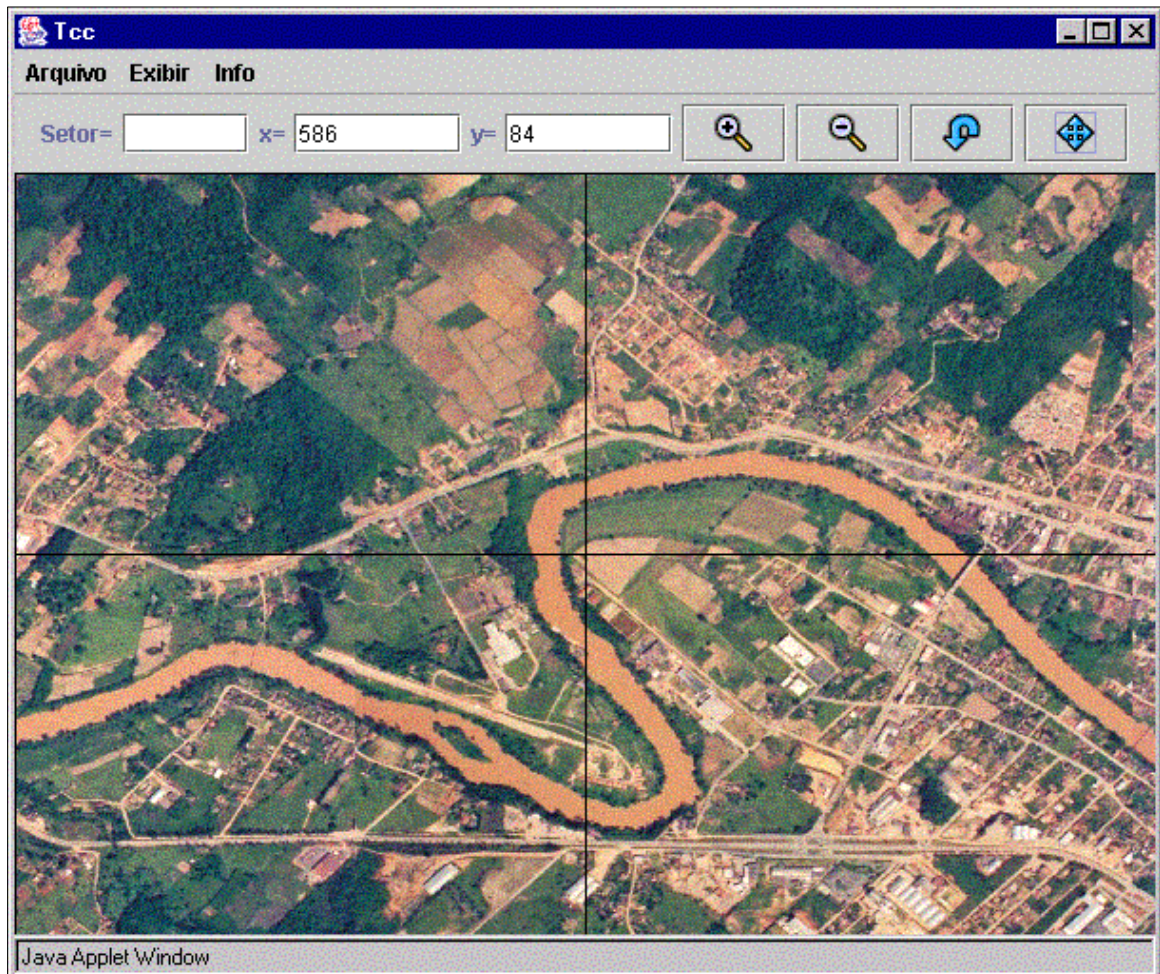 Tcc
Arquivo Exibir Info
Setor= x= 586 y= 84
Java Applet Window